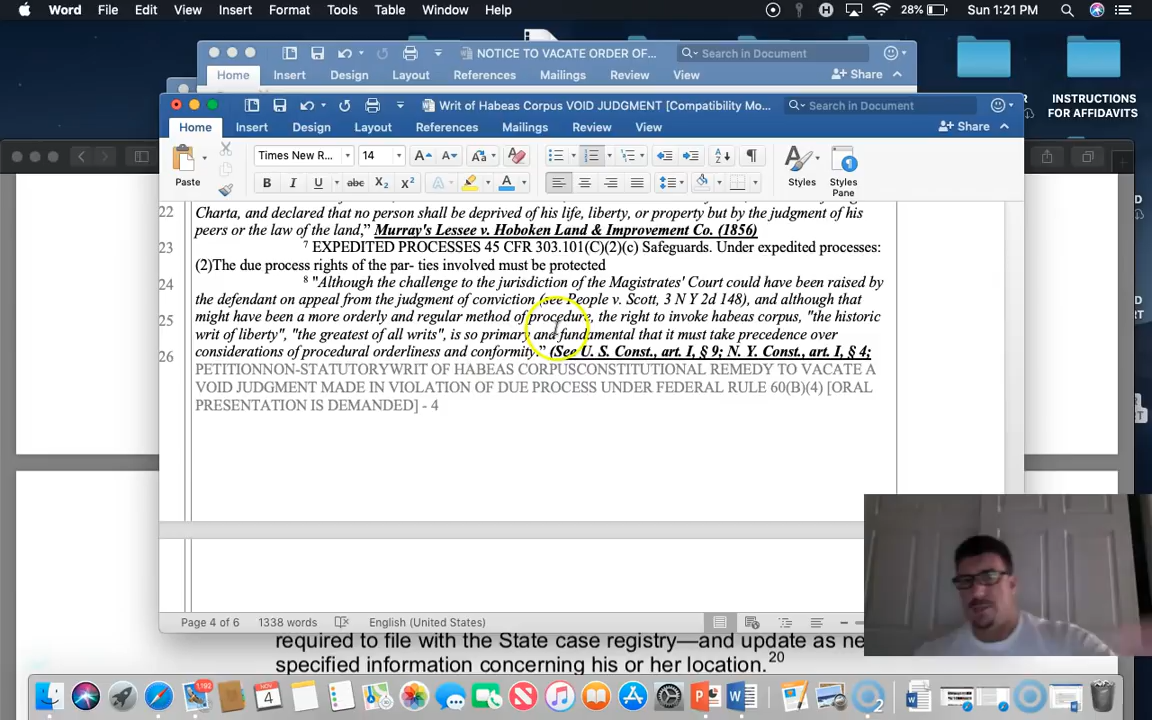 Word File Edit View Insert Format Tools Table Window Help
28% Sun 1:21 PM
NOTICE TO VACATE ORDER OF...
Search in Document
Home Insert Design Layout References Mailings Review View
Share
INSTRUCTIONS
FOR AFFIDAVITS
Writ of Habeas Corpus VOID JUDGMENT [Compatibility Mo...
Search in Document
Home Insert Design Layout References Mailings Review View
Share
Times New R... 14
Paste
Styles
Styles
Pane
22 Charta, and declared that no person shall be deprived of his life, liberty, or property but by the judgment of his
peers or the law of the land,” Murray's Lessee v. Hoboken Land & Improvement Co. (1856)
23 7 EXPEDITED PROCESSES 45 CFR 303.101(C)(2)(c) Safeguards. Under expedited processes:
(2)The due process rights of the par- ties involved must be protected
24 8 "Although the challenge to the jurisdiction of the Magistrates' Court could have been raised by
the defendant on appeal from the judgment of conviction (see People v. Scott, 3 N Y 2d 148), and although that
25 might have been a more orderly and regular method of procedure, the right to invoke habeas corpus, "the historic
writ of liberty", "the greatest of all writs", is so primary fundamental that it must take precedence over
26 considerations of procedural orderliness and conformity.” (See U. S. Const., art. I, § 9; N. Y. Const., art. I, § 4;
PETITIONNON-STATUTORYWRIT OF HABEAS CORPUSCONSTITUTIONAL REMEDY TO VACATE A
VOID JUDGMENT MADE IN VIOLATION OF DUE PROCESS UNDER FEDERAL RULE 60(B)(4) [ORAL
PRESENTATION IS DEMANDED] - 4
Page 4 of 6 1338 words English (United States)
required to file with the State case registry—and update as
specified information concerning his or her location.20
NOV
4